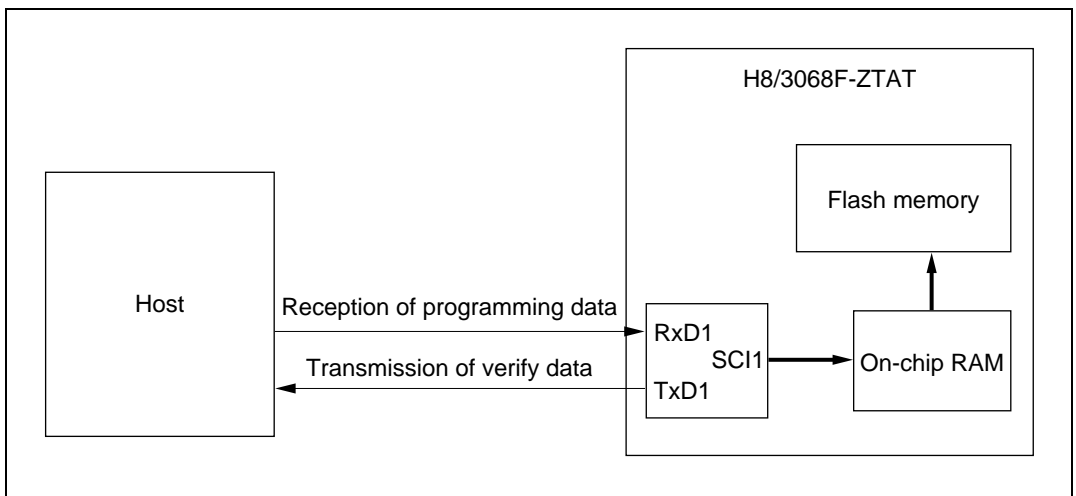 H8/3068F-ZTAT
Flash memory
Host
Reception of programming data
RxD1
SCI1
On-chip RAM
Transmission of verify data
TxD1